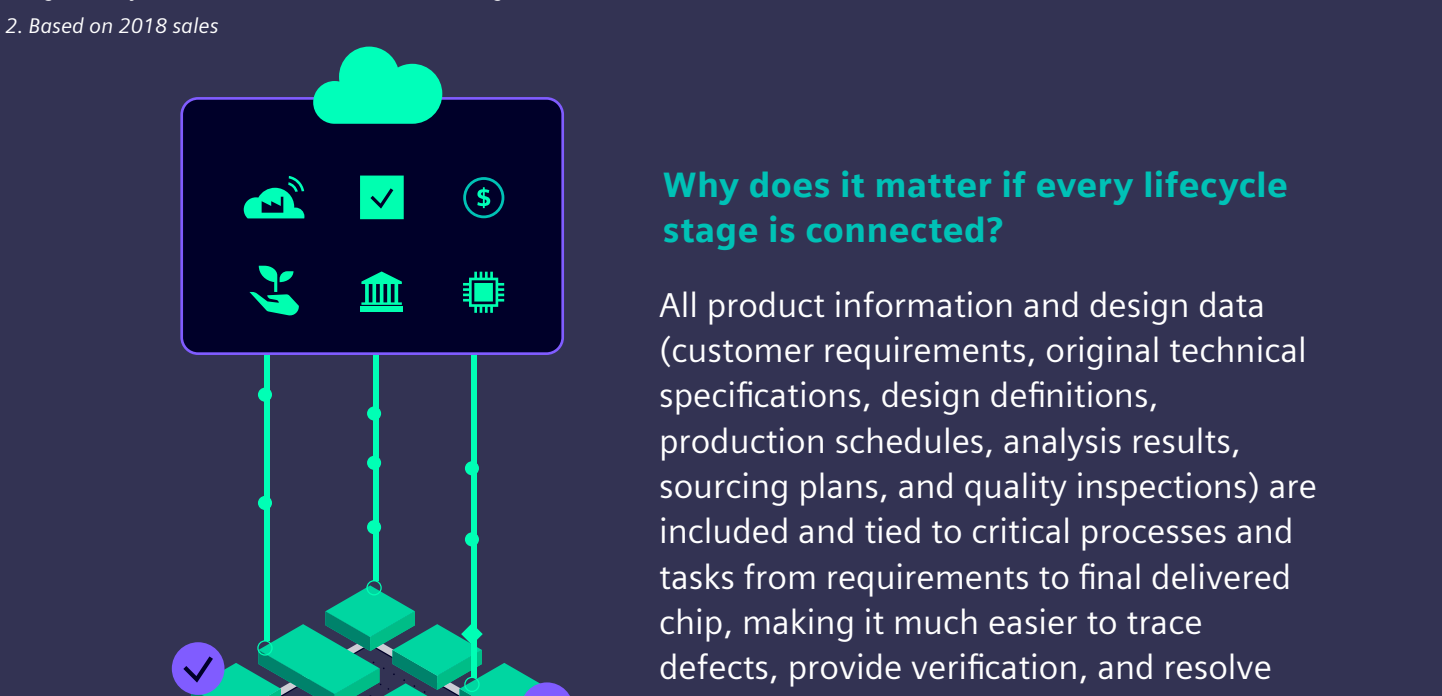 2. Based on 2018 sales
$
Why does it matter if every lifecycle
stage is connected?
All product information and design data
(customer requirements, original technical
specifications, design definitions,
production schedules, analysis results,
sourcing plans, and quality inspections) are
included and tied to critical processes and
tasks from requirements to final delivered
chip, making it much easier to trace
defects, provide verification, and resolve